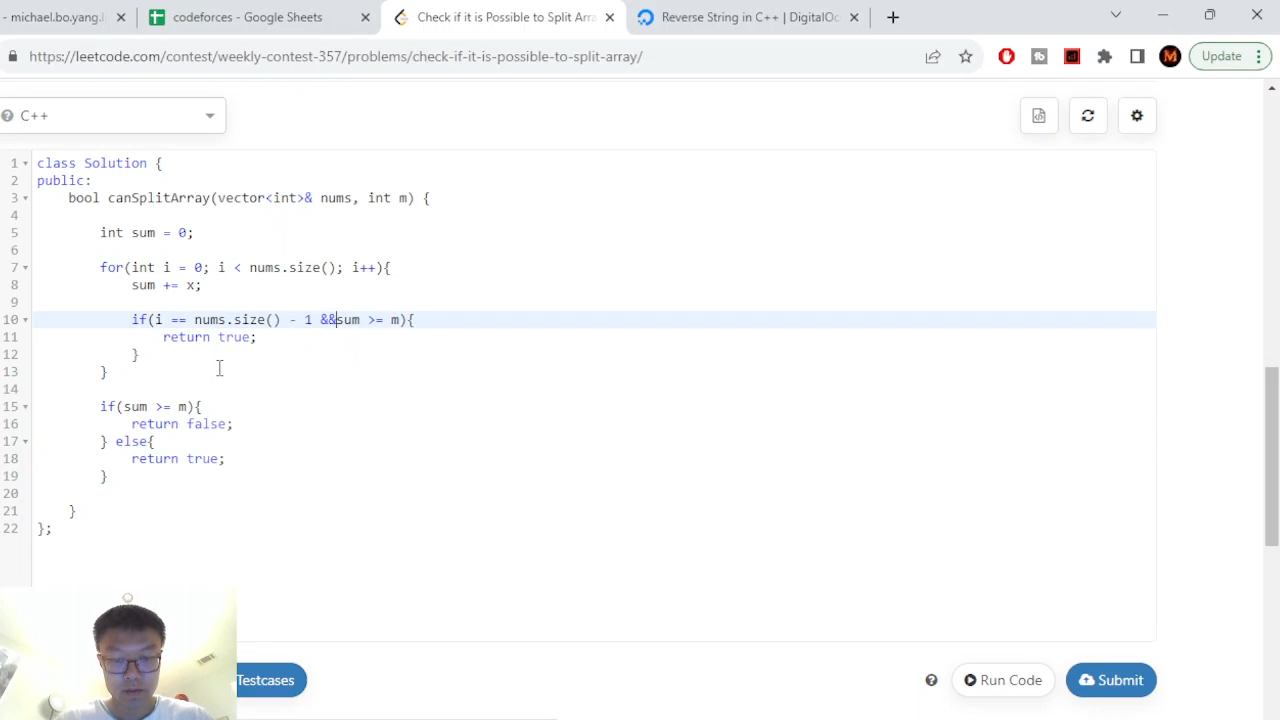 - michael.bo.yang.
codeforces - Google Sheets
Check if it is Possible to Split Arra
Reverse String in C++ | DigitalOc
https://leetcode.com/contest/weekly-contest-357/problems/check-if-it-is-possible-to-split-array/
M
Update
C++
1 class Solution {
2 public:
3 bool canSplitArray(vector<int>& nums, int m) {
4
5 int sum = 0;
6
7 for(int i = 0; i < nums.size(); i++){
8 sum += x;
9
10 if(i == nums.size() - 1 &&sum >= m){
11 return true;
12 }
13 }
14
15 if(sum >= m){
16 return false;
17 } else{
18 return true;
19 }
20
21 }
22 };
Testcases
Run Code
Submit